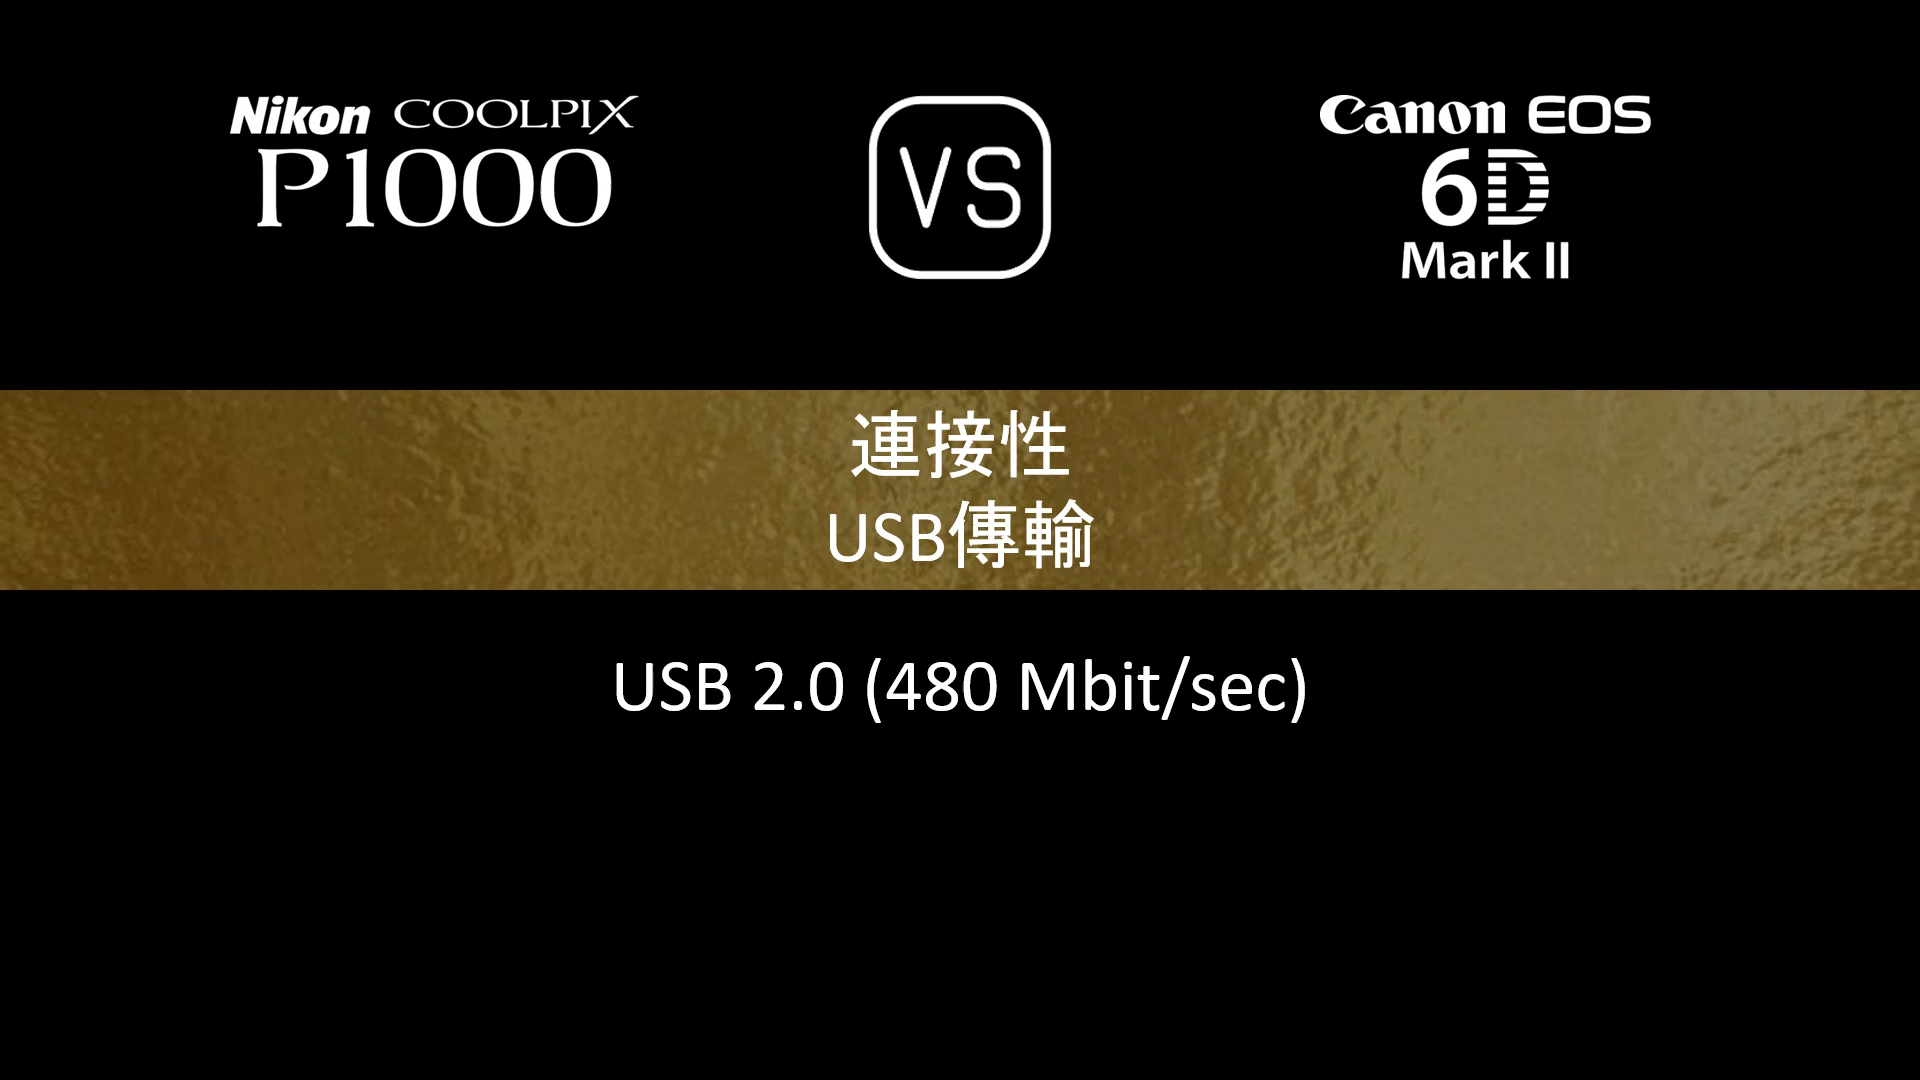 Nikon COOLPIX
P1000
VS
Canon EOS
6D
Mark II
連接性
USB傳輸
USB 2.0 (480 Mbit/sec)